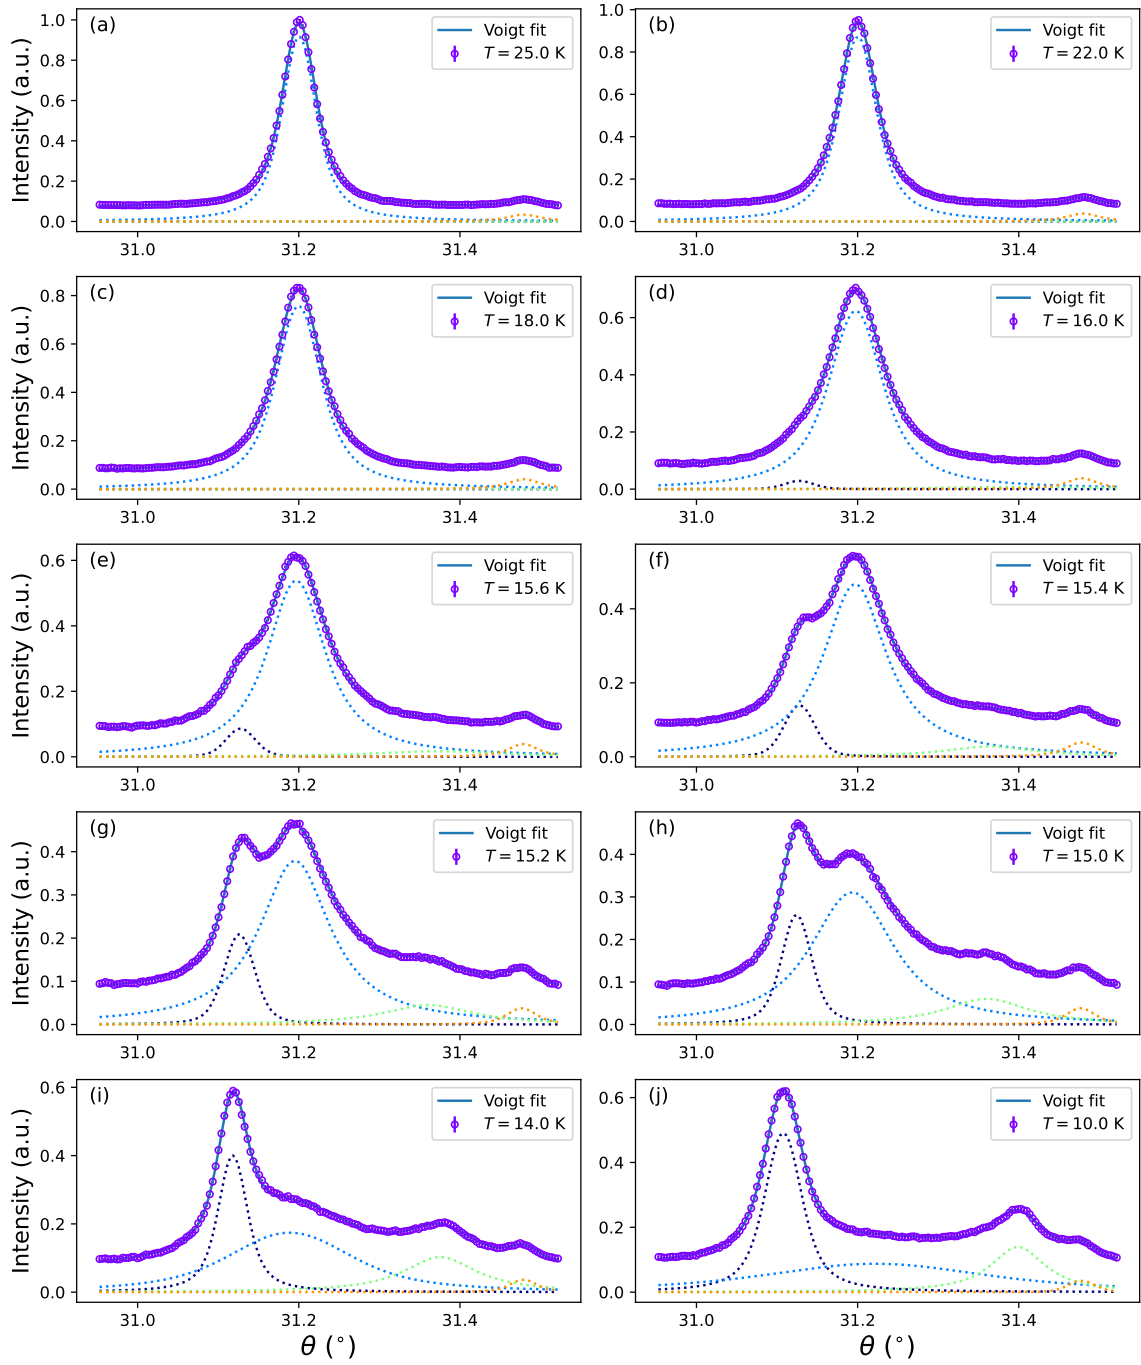 (a)
Voigt fit
T = 25.0 K
Intensity (a.u.)
1.0
0.8
0.6
0.4
0.2
0.0
31.0 31.2 31.4
(b)
Voigt fit
T = 22.0 K
1.0
0.8
0.6
0.4
0.2
0.0
31.0 31.2 31.4
(c)
Voigt fit
T = 18.0 K
Intensity (a.u.)
0.8
0.6
0.4
0.2
0.0
31.0 31.2 31.4
(d)
Voigt fit
T = 16.0 K
0.6
0.4
0.2
0.0
31.0 31.2 31.4
(e)
Voigt fit
T = 15.6 K
Intensity (a.u.)
0.6
0.4
0.2
0.0
31.0 31.2 31.4
(f)
Voigt fit
T = 15.4 K
0.4
0.2
0.0
31.0 31.2 31.4
(g)
Voigt fit
T = 15.2 K
Intensity (a.u.)
0.4
0.3
0.2
0.1
0.0
31.0 31.2 31.4
(h)
Voigt fit
T = 15.0 K
0.4
0.3
0.2
0.1
0.0
31.0 31.2 31.4
(i)
Voigt fit
T = 14.0 K
Intensity (a.u.)
0.6
0.4
0.2
0.0
31.0 31.2 31.4
θ (°)
(j)
Voigt fit
T = 10.0 K
0.6
0.4
0.2
0.0
31.0 31.2 31.4
θ (°)